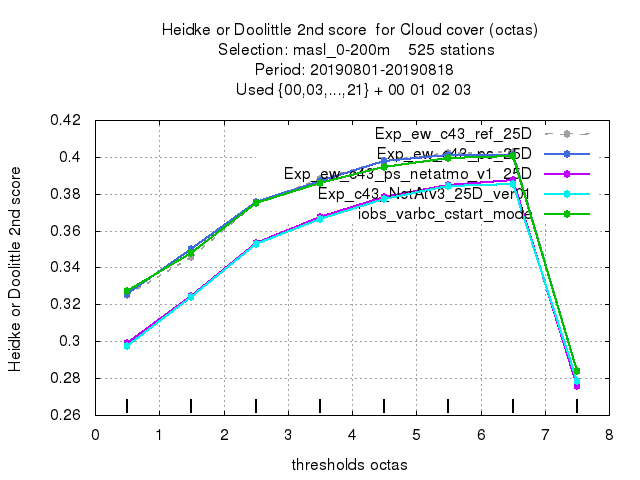 Heidke or Doolittle 2nd score  for Cloud cover (octas)
Selection: masl_0-200m    525 stations
Period: 20190801-20190818
Used {00,03,...,21} + 00 01 02 03
Exp_ew_c43_ref_25D
Exp_ew_c43_ps_25D
Exp_ew_c43_ps_netatmo_v1_25D
Exp_c43_NetAtv3_25D_ver01
iobs_varbc_cstart_mode
Heidke or Doolittle 2nd score
0.42
0.4
0.38
0.36
0.34
0.32
0.3
0.28
0.26
0 1 2 3 4 5 6 7 8
thresholds octas